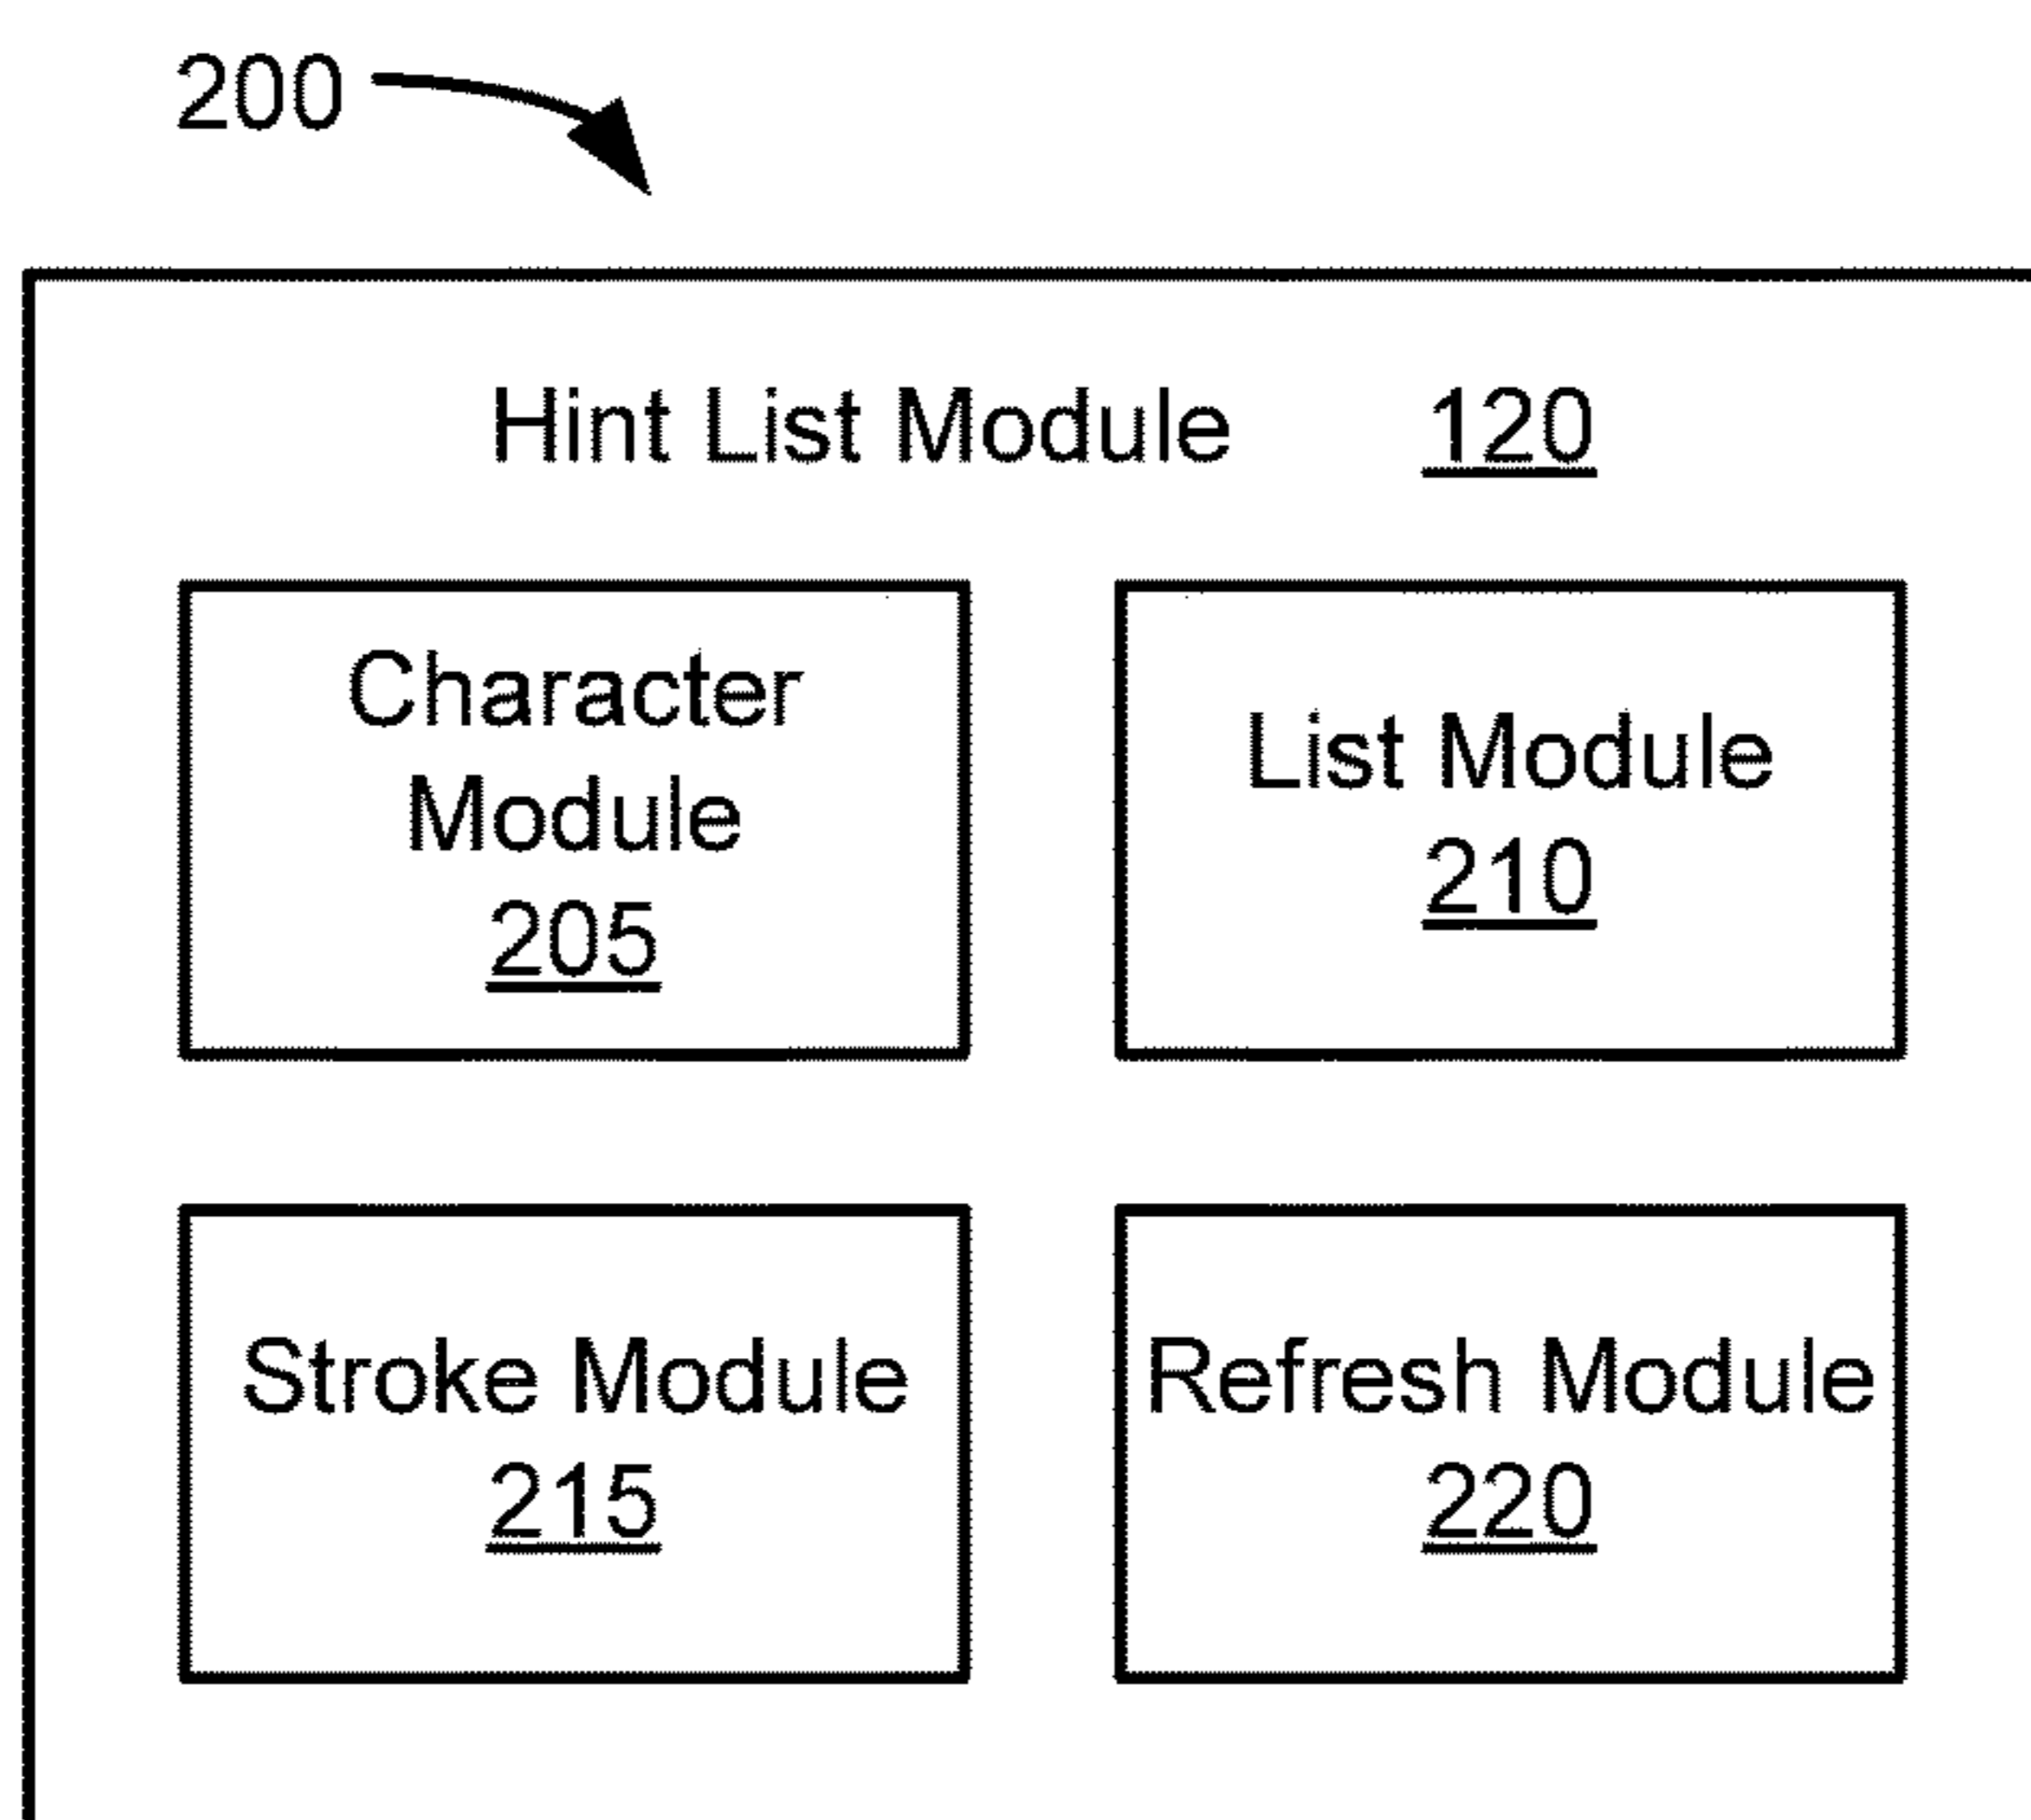 200
Hint List Module 120
Character
Module
205
List Module
210
Stroke Module
215
Refresh Module
220